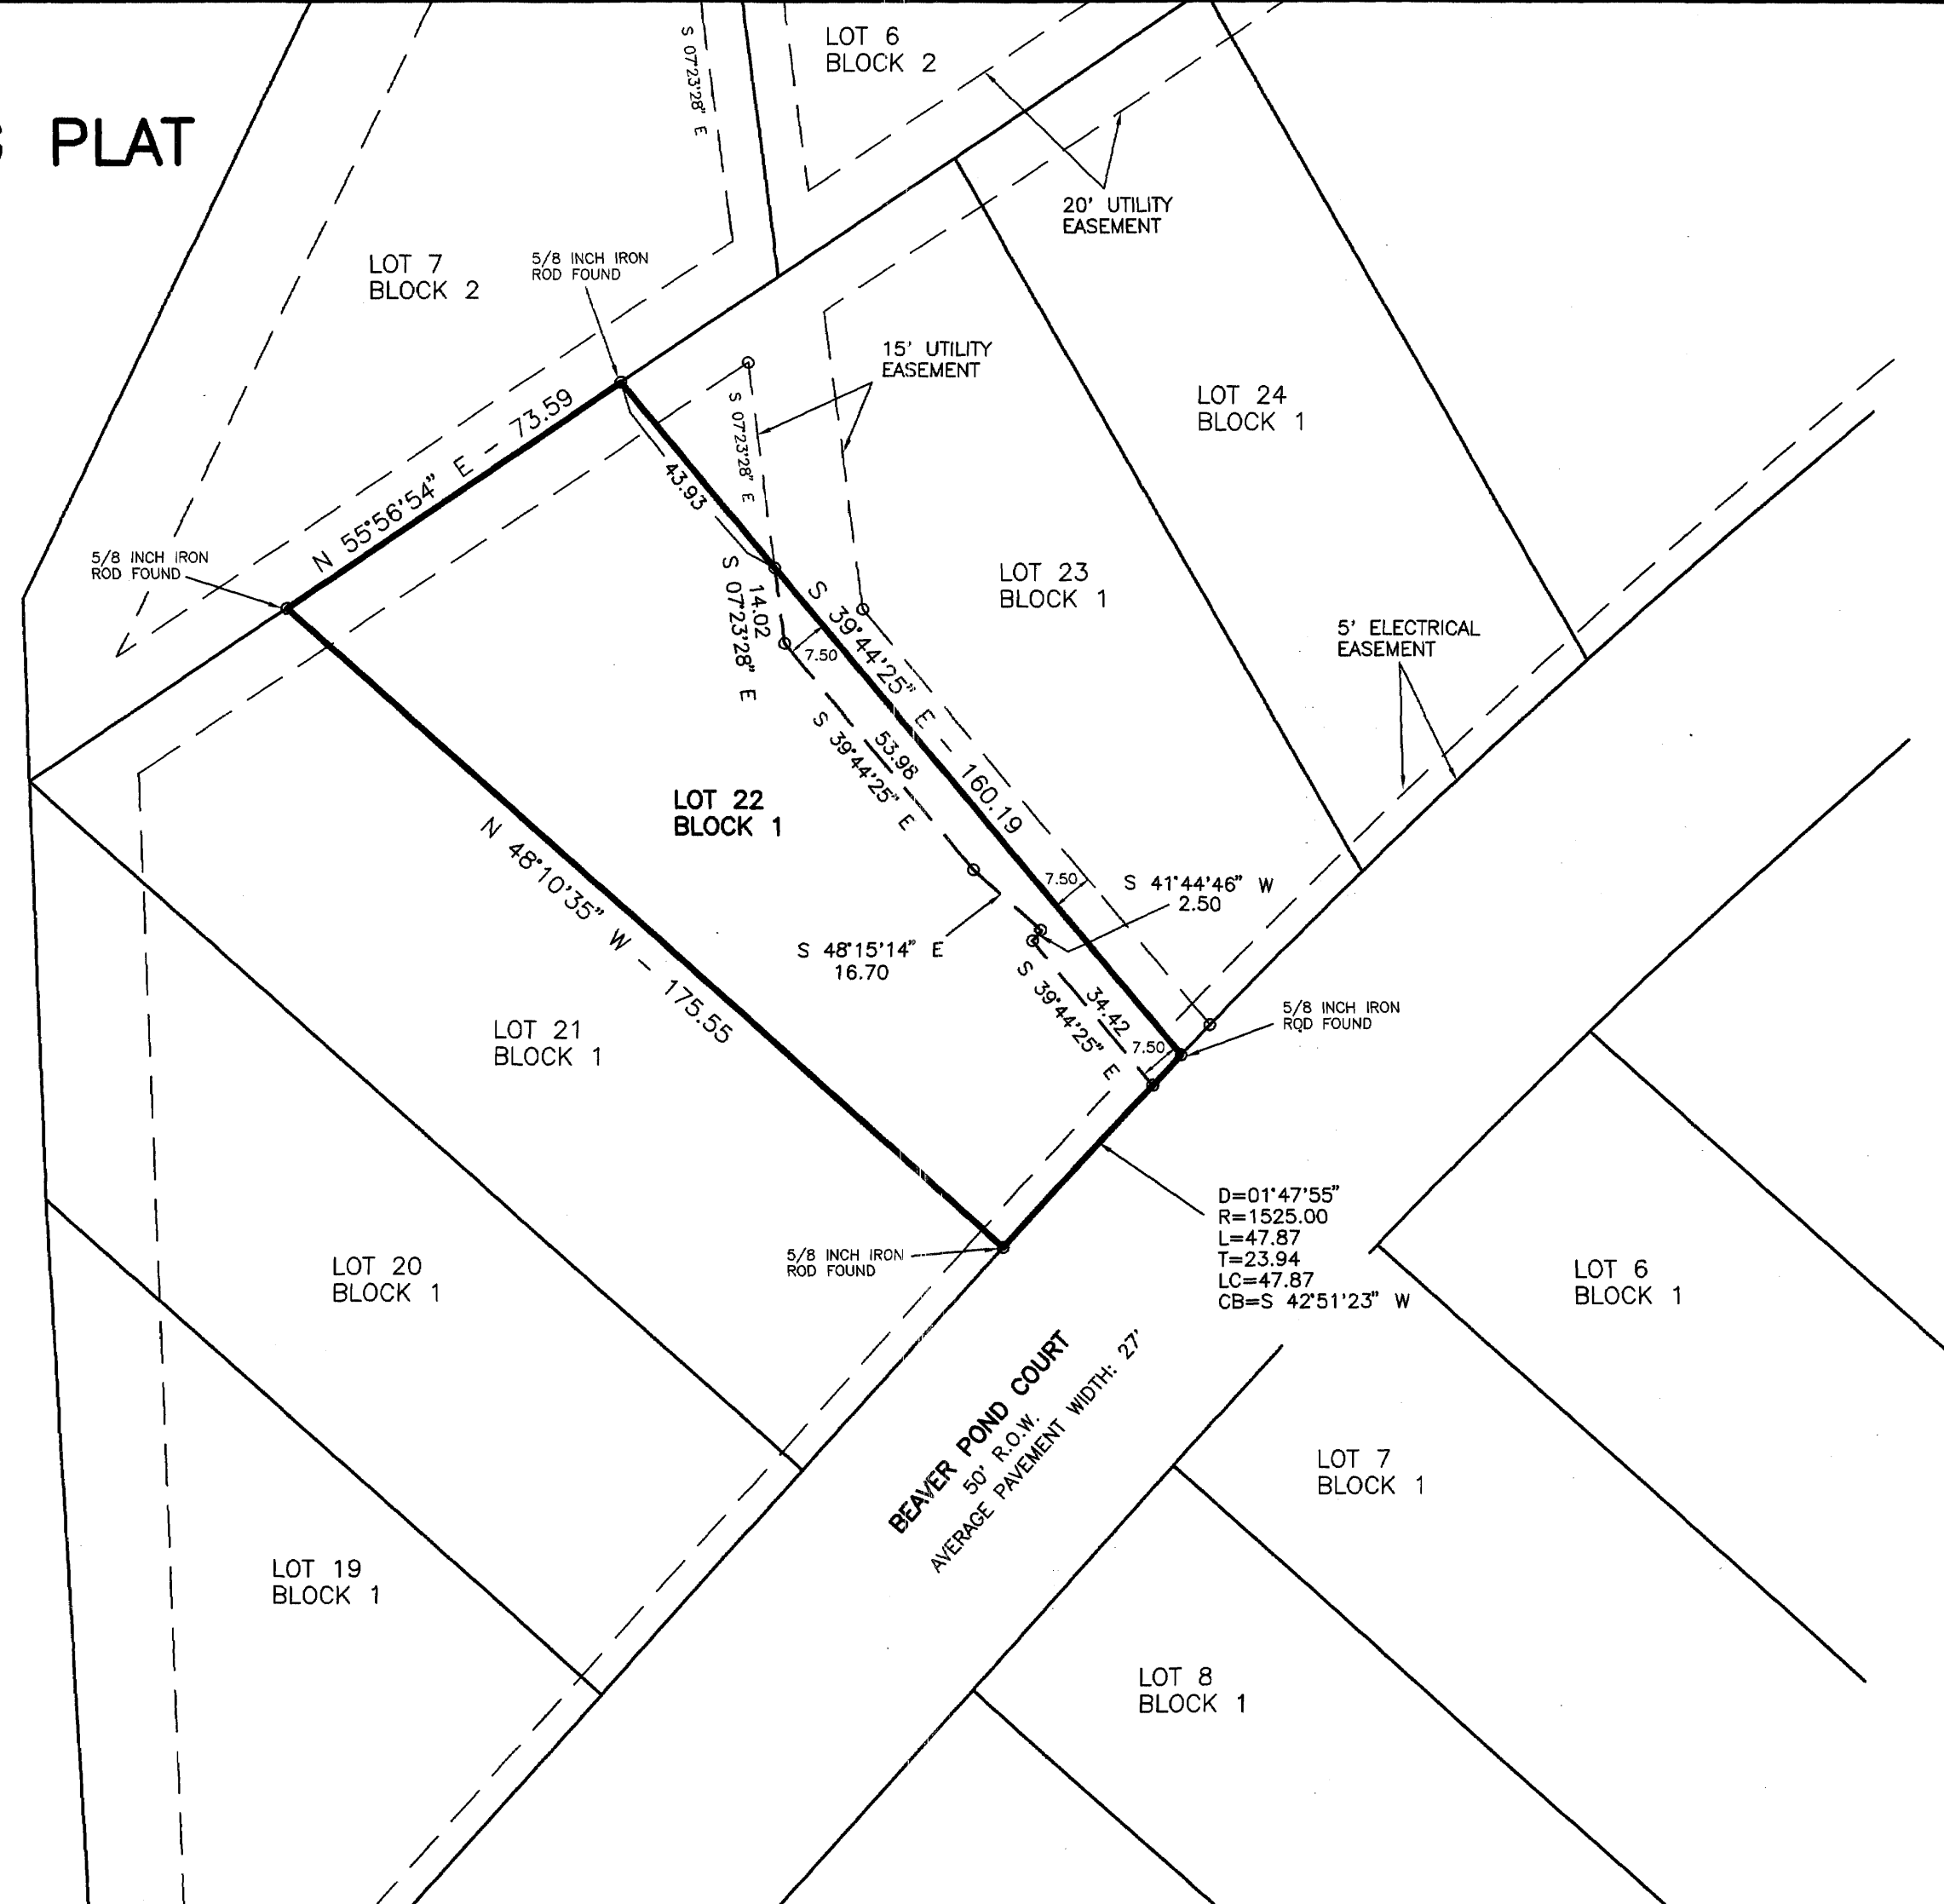 PLAT
S 07°23'28" E
LOT 6
BLOCK 2
20' UTILITY
EASEMENT
LOT 7
BLOCK 2
5/8 INCH IRON
ROD FOUND
15' UTILITY
EASEMENT
S 07°23'28" E
LOT 24
BLOCK 1
N 55°56'54" E - 73.59
43.93
5/8 INCH IRON
ROD FOUND
14.02
S 07°23'28" E
LOT 23
BLOCK 1
S 39°44'25" E - 160.19
7.50
5' ELECTRICAL
EASEMENT
53.98
S 39°44'25" E
LOT 22
BLOCK 1
N 48°10'35" W - 175.55
7.50
S 41°44'46" W
2.50
S 48°15'14" E
16.70
34.42
S 39°44'25" E
7.50
5/8 INCH IRON
ROD FOUND
LOT 21
BLOCK 1
D=01°47'55"
R=1525.00
L=47.87
T=23.94
LC=47.87
CB=S 42°51'23" W
5/8 INCH IRON
ROD FOUND
LOT 20
BLOCK 1
LOT 6
BLOCK 1
BEAVER POND COURT
50' R.O.W.
AVERAGE PAVEMENT WIDTH: 27'
LOT 7
BLOCK 1
LOT 19
BLOCK 1
LOT 8
BLOCK 1